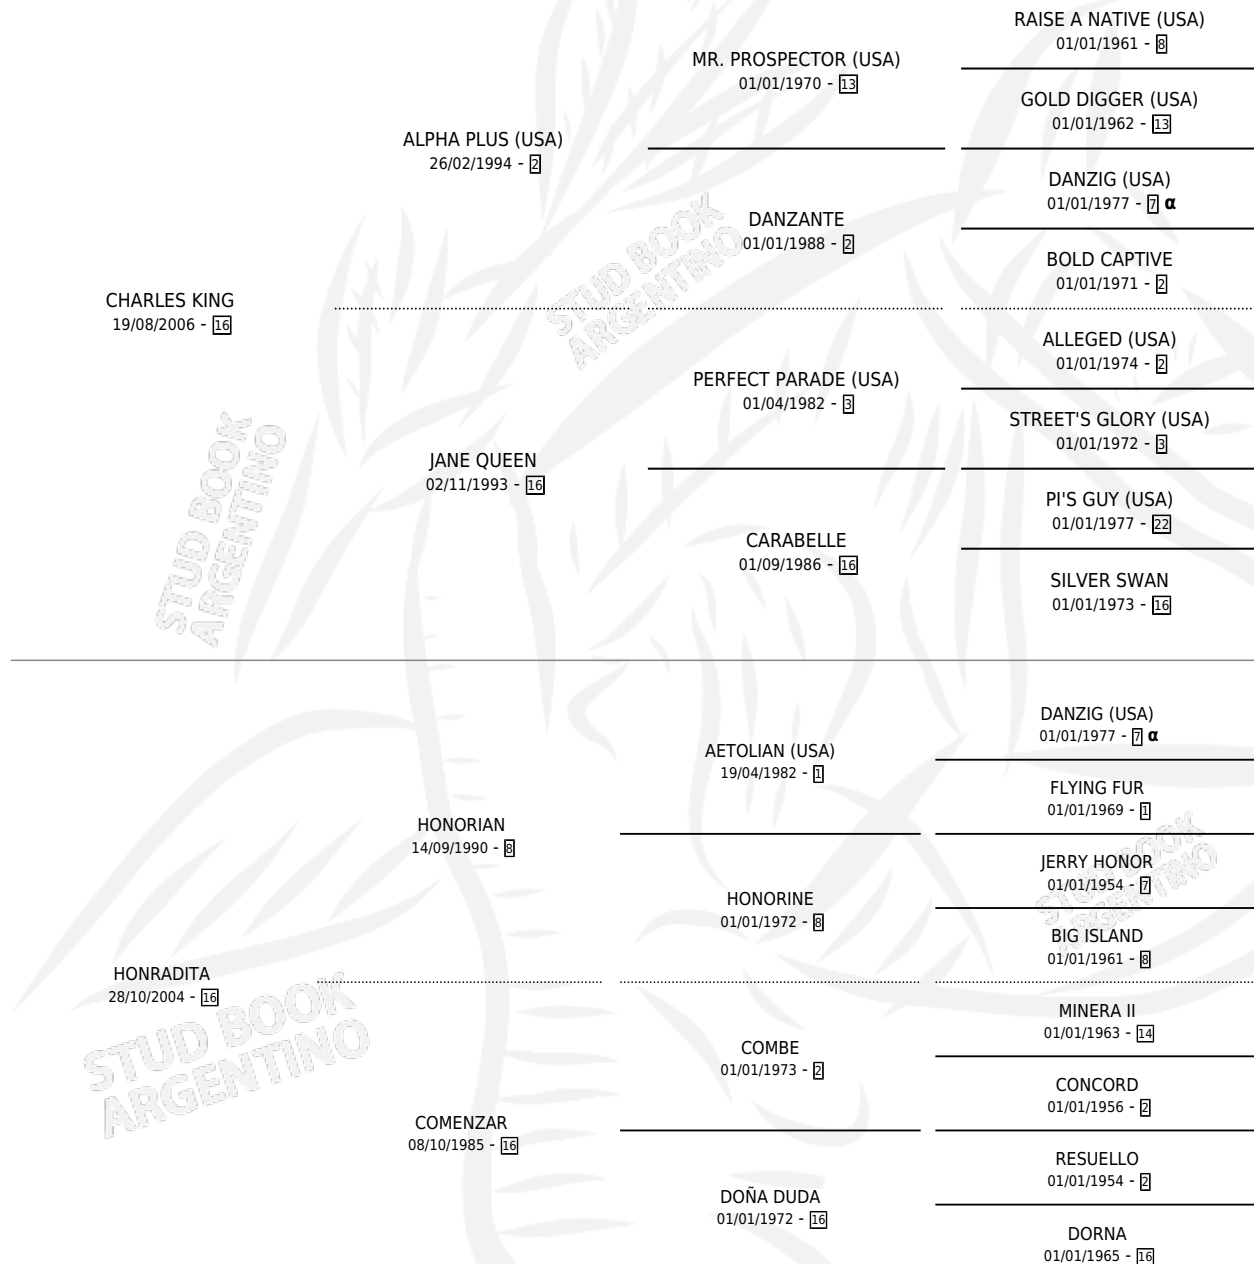 RAISE A NATIVE (USA)
01/01/1961 - 8
MR. PROSPECTOR (USA)
01/01/1970 - 13
GOLD DIGGER (USA)
01/01/1962 - 13
ALPHA PLUS (USA)
26/02/1994 - 2
DANZIG (USA)
01/01/1977 - 7 α
DANZANTE
01/01/1988 - 2
BOLD CAPTIVE
01/01/1971 - 2
CHARLES KING
19/08/2006 - 16
ALLEGED (USA)
01/01/1974 - 2
PERFECT PARADE (USA)
01/04/1982 - 3
STREET'S GLORY (USA)
01/01/1972 - 3
JANE QUEEN
02/11/1993 - 16
PI'S GUY (USA)
01/01/1977 - 22
CARABELLE
01/09/1986 - 16
SILVER SWAN
01/01/1973 - 16
STUD BOOK
ARGENTINO
STUD BOOK
ARGENTINO
DANZIG (USA)
01/01/1977 - 7 α
AETOLIAN (USA)
19/04/1982 - 1
FLYING FUR
01/01/1969 - 1
HONORIAN
14/09/1990 - 8
JERRY HONOR
01/01/1954 - 7
HONORINE
01/01/1972 - 8
BIG ISLAND
01/01/1961 - 8
STUD BOOK
ARGENTINO
HONRADITA
28/10/2004 - 16
MINERA II
01/01/1963 - 14
COMBE
01/01/1973 - 2
CONCORD
01/01/1956 - 2
COMENZAR
08/10/1985 - 16
RESUELLO
01/01/1954 - 2
DOÑA DUDA
01/01/1972 - 16
DORNA
01/01/1965 - 16
STUD BOOK
ARGENTINO